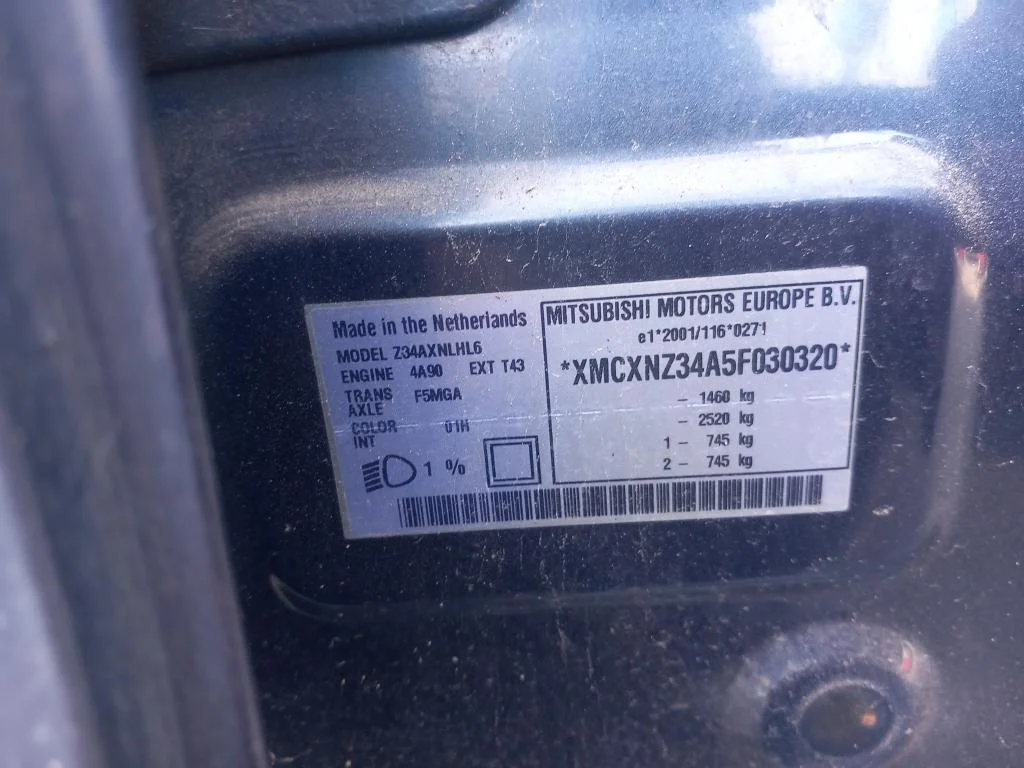 Made in the Netherlands
MODEL Z34AXNLHL6
ENGINE 4A90 EXT T43
TRANS F5MGA
AXLE
COLOR 01H
INT
1 %
MITSUBISHI MOTORS EUROPE B.V.
e1*2001/116*0271
*XMCXNZ34A5F030320*
– 1460 kg
– 2520 kg
1 – 745 kg
2 – 745 kg